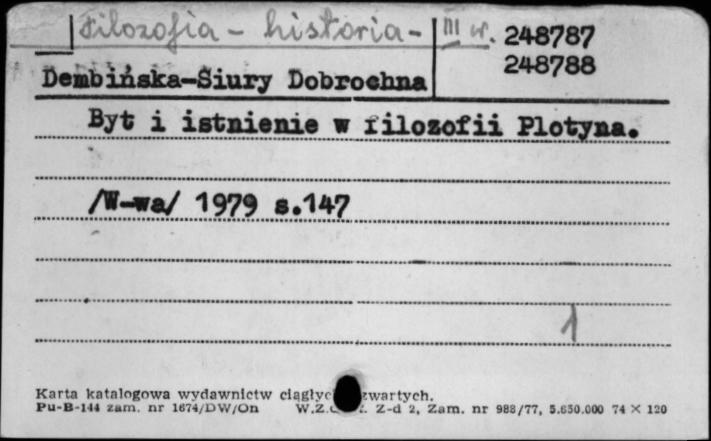 Filozofia - historia - III w. 248787
248788
Dembińska-Siury Dobrochna
Byt i istnienie w filozofii Plotyna.
/W-wa/ 1979 s.147
1
Karta katalogowa wydawnictw zwartych.
Pu-B-144 zam. nr 1674/DW/On W.Z. Z-d 2, Zam. nr 988/77, 5.650.000 74 X 120